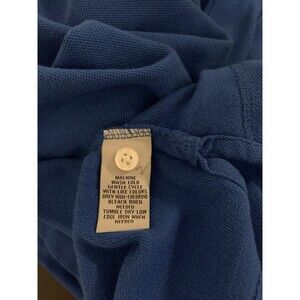 MACHINE
WASH COLD
GENTLE CYCLE
WITH LIKE COLORS
ONLY NON-CHLORINE
BLEACH WHEN
NEEDED
TUMBLE DRY LOW
COOL IRON WHEN
NEEDED